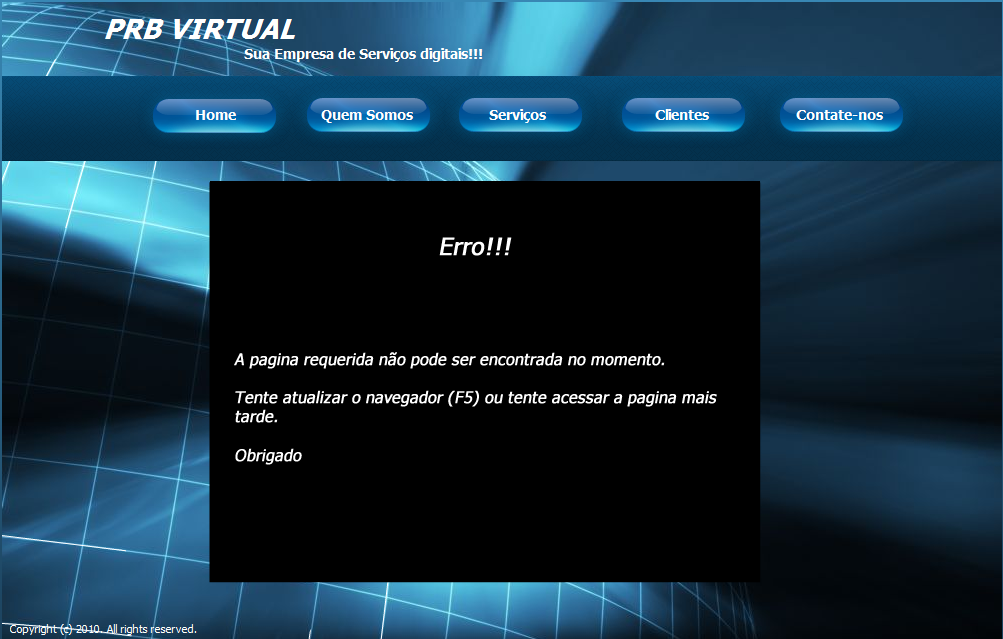 PRB VIRTUAL
Sua Empresa de Serviços digitais!!!
Home
Quem Somos
Serviços
Clientes
Contate-nos
Erro!!!
A pagina requerida não pode ser encontrada no momento.
Tente atualizar o navegador (F5) ou tente acessar a pagina mais
tarde.
Obrigado
Copyright (c) 2010. All rights reserved.